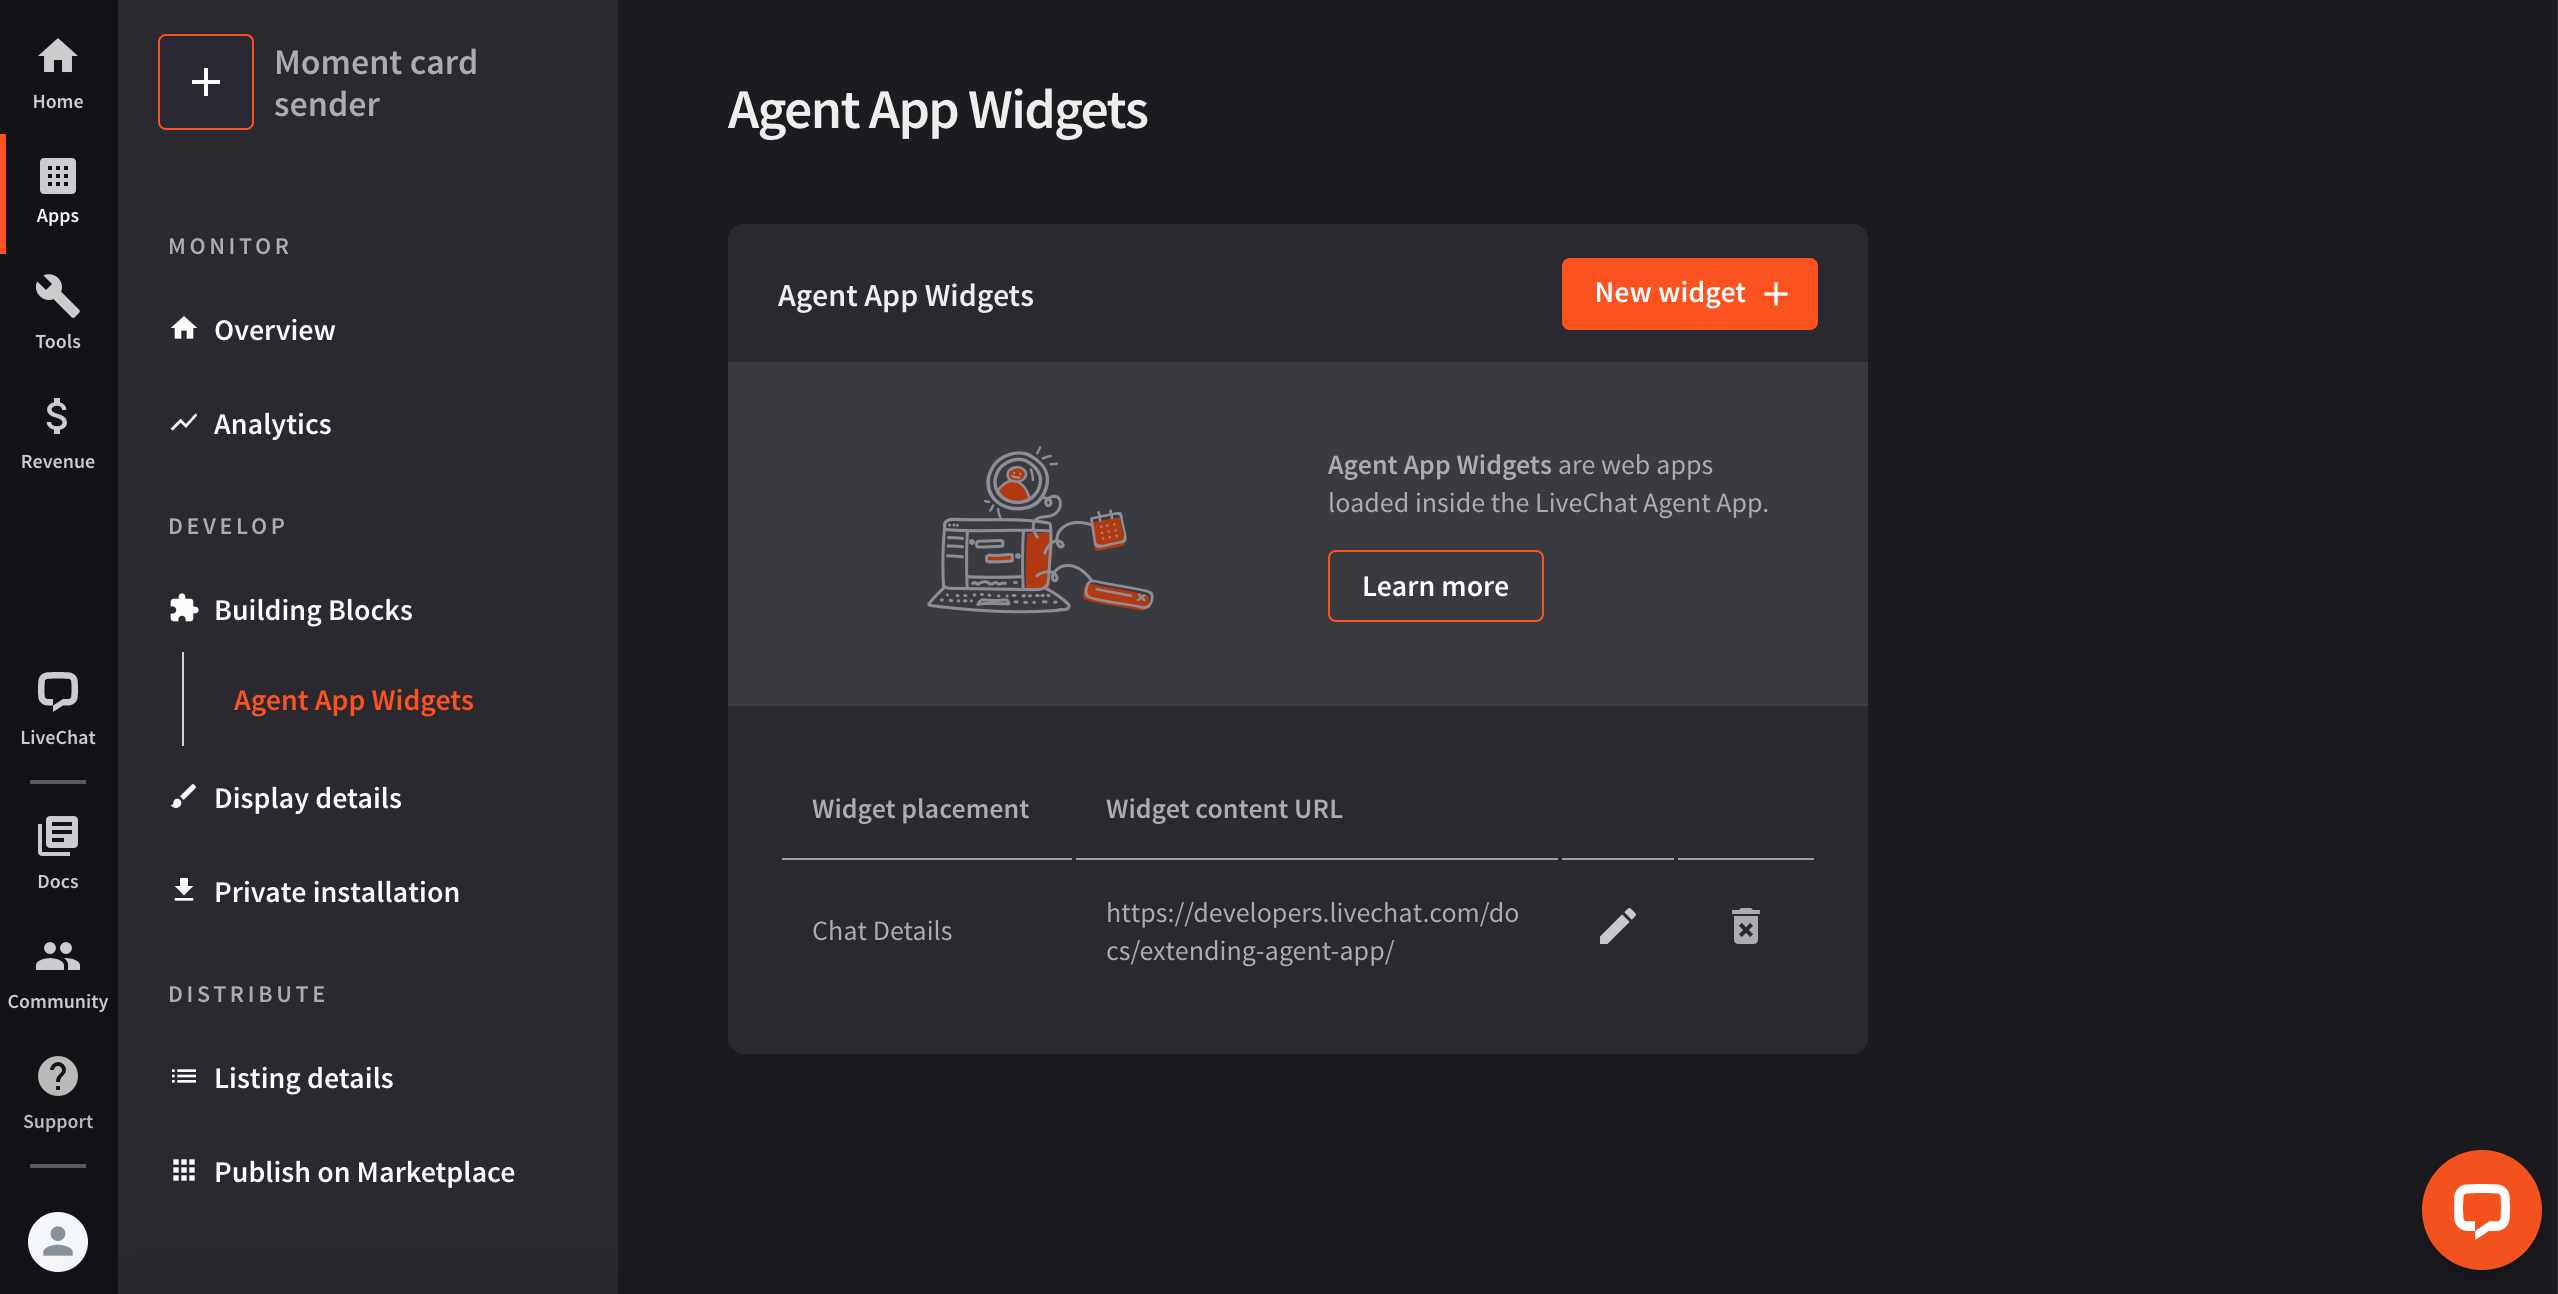 Home
Apps
Tools
Revenue
LiveChat
Docs
Community
Support
Moment card
sender
MONITOR
Overview
Analytics
DEVELOP
Building Blocks
Agent App Widgets
Display details
Private installation
DISTRIBUTE
Listing details
Publish on Marketplace
Agent App Widgets
Agent App Widgets
New widget
Agent App Widgets are web apps
loaded inside the LiveChat Agent App.
Learn more
Widget placement Widget content URL
Chat Details
https://developers.livechat.com/do
cs/extending-agent-app/